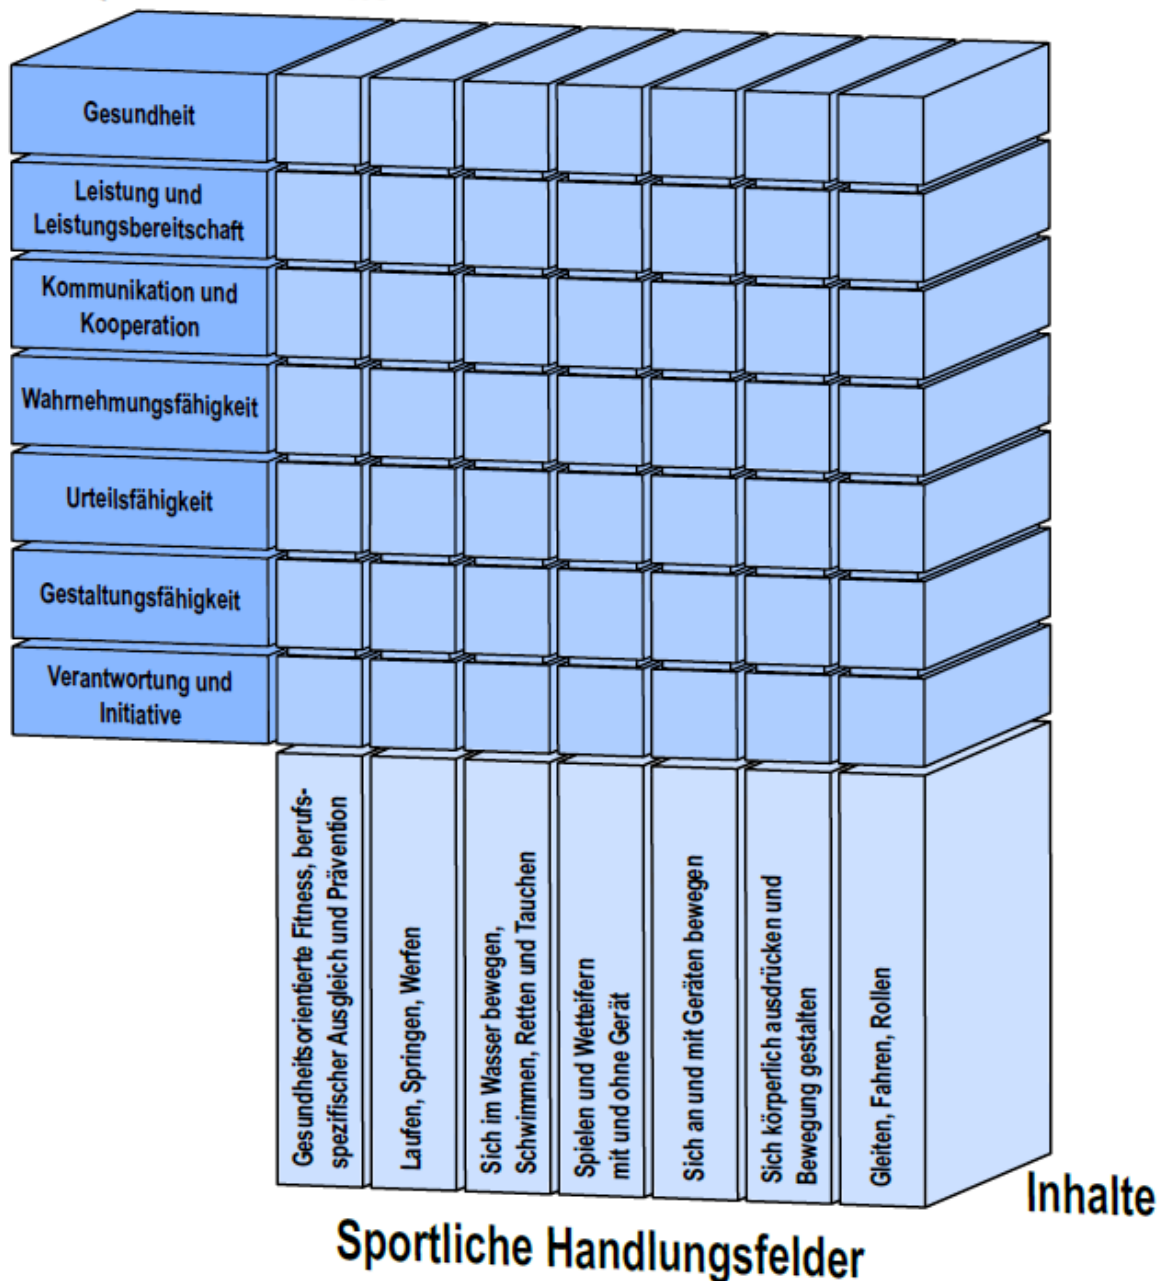 Gesundheit
Leistung und
Leistungsbereitschaft
Kommunikation und
Kooperation
Wahrnehmungsfähigkeit
Urteilsfähigkeit
Gestaltungsfähigkeit
Verantwortung und
Initiative
Gesundheitsorientierte Fitness, berufs-
spezifischer Ausgleich und Prävention
Laufen, Springen, Werfen
Sich im Wasser bewegen,
Schwimmen, Retten und Tauchen
Spielen und Wetteifern
mit und ohne Gerät
Sich an und mit Geräten bewegen
Sich körperlich ausdrücken und
Bewegung gestalten
Gleiten, Fahren, Rollen
Inhalte
Sportliche Handlungsfelder